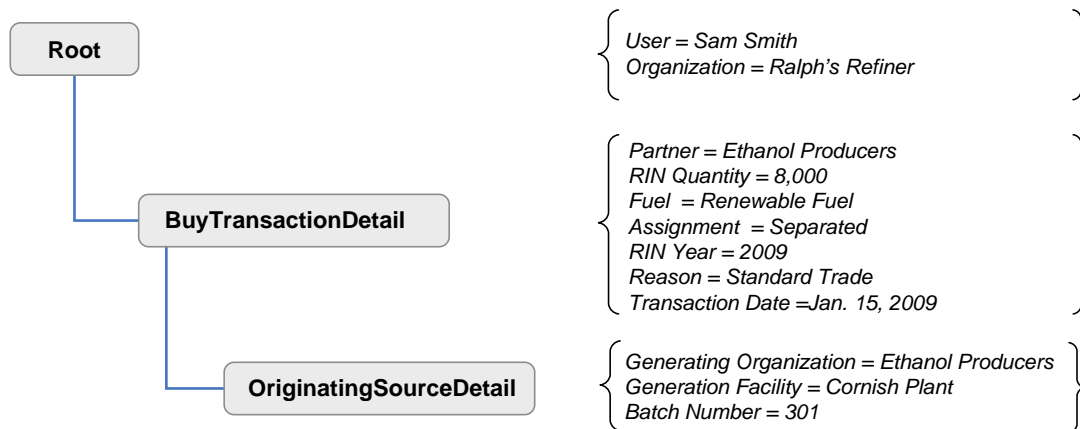 Root
User = Sam Smith
Organization = Ralph’s Refiner
BuyTransactionDetail
Partner = Ethanol Producers
RIN Quantity = 8,000
Fuel  = Renewable Fuel
Assignment  = Separated
RIN Year = 2009
Reason = Standard Trade
Transaction Date =Jan. 15, 2009
OriginatingSourceDetail
Generating Organization = Ethanol Producers
Generation Facility = Cornish Plant
Batch Number = 301